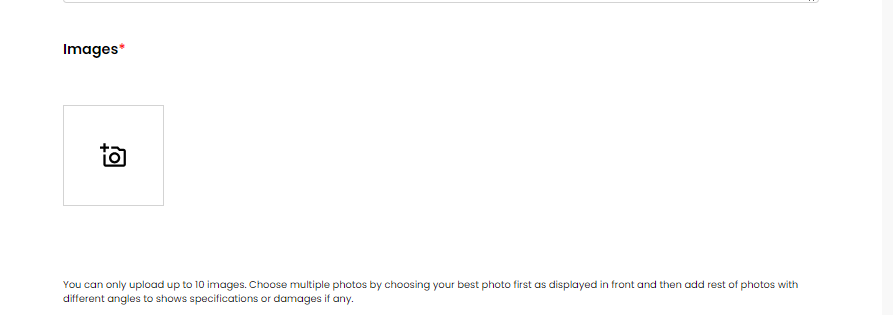 Images*
You can only upload up to 10 images. Choose multiple photos by choosing your best photo first as displayed in front and then add rest of photos with
different angles to shows specifications or damages if any.